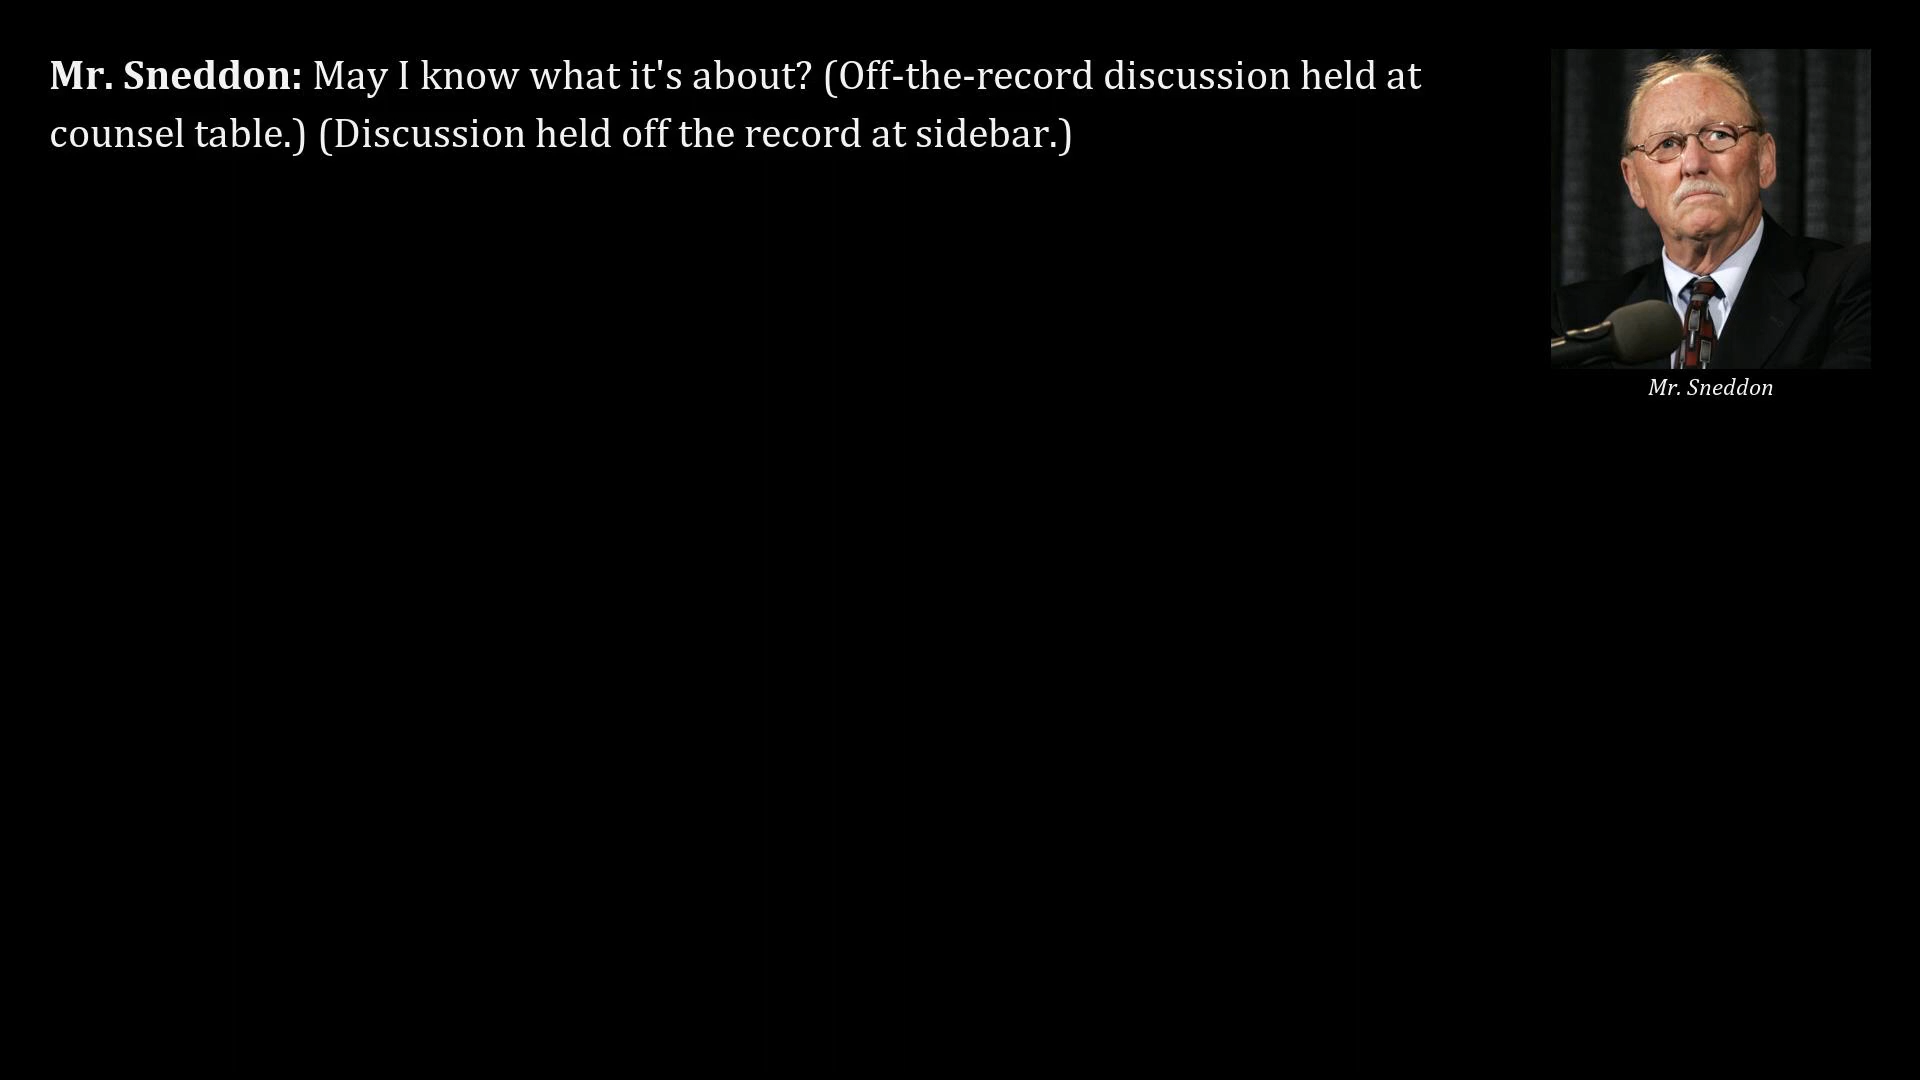 Mr. Sneddon: May I know what it's about? (Off-the-record discussion held at
counsel table.) (Discussion held off the record at sidebar.)
Mr. Sneddon